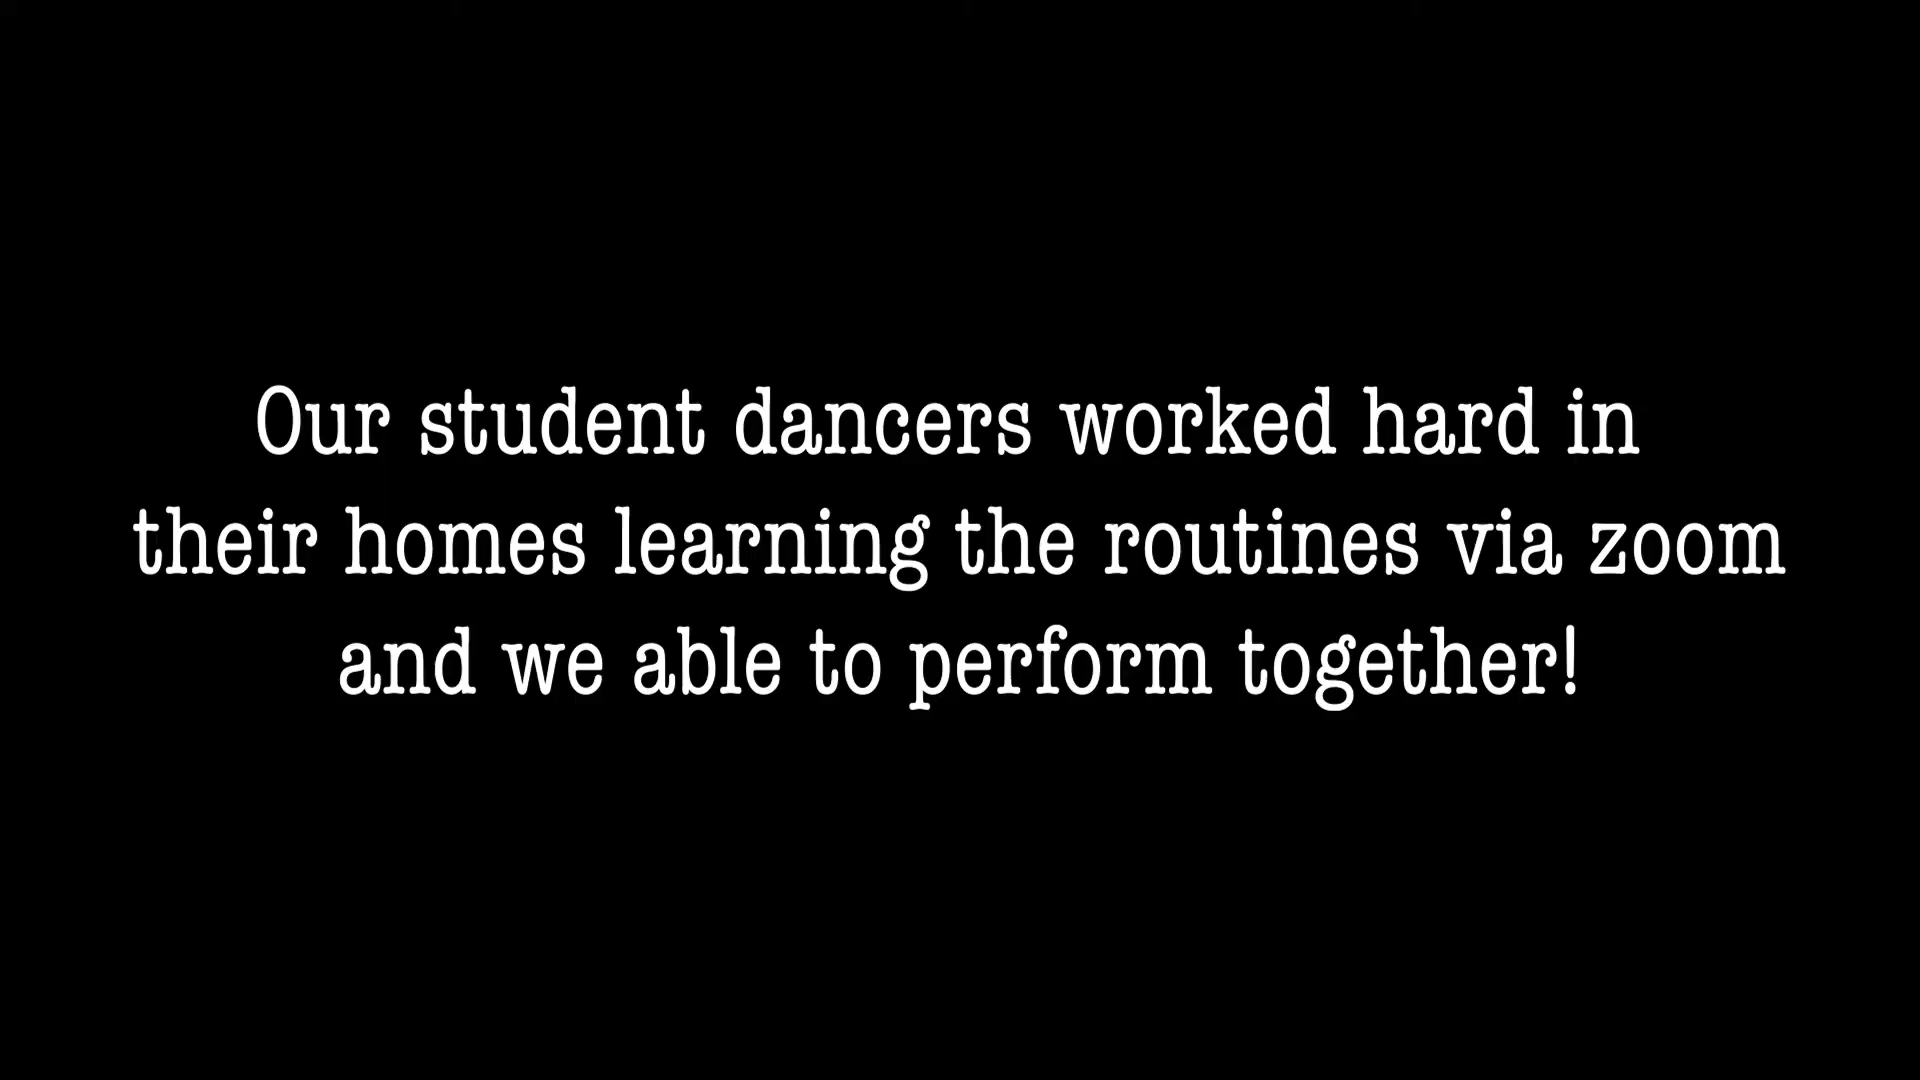 Our student dancers worked hard in
their homes learning the routines via zoom
and we able to perform together!